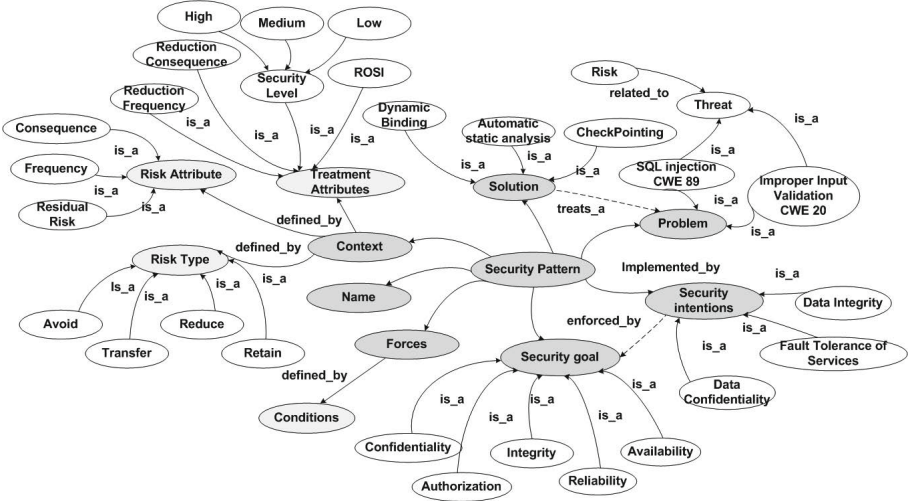 High
Medium
Low
Reduction
Consequence
Security
Level
ROSI
Reduction
Frequency
is_a
is_a
is_a
is_a
Consequence
is_a
Frequency
is_a
Residual
Risk
is_a
Risk Attribute
Treatment
Attributes
Dynamic
Binding
Automatic
static analysis
CheckPointing
is_a
is_a
is_a
Solution
Risk
related_to
Threat
is_a
is_a
SQL injection
CWE 89
Improper Input
Validation
CWE 20
is_a
is_a
treats_a
Problem
defined_by
defined_by
Context
Security Pattern
Implemented_by
Risk Type
Is_a
is_a
is_a
is_a
Avoid
Transfer
Reduce
Retain
Name
Forces
defined_by
Conditions
Security
intentions
is_a
Data Integrity
is_a
Fault Tolerance of
Services
is_a
Data
Confidentiality
enforced_by
Security goal
is_a
is_a
is_a
is_a
is_a
Confidentiality
Authorization
Integrity
Reliability
Availability